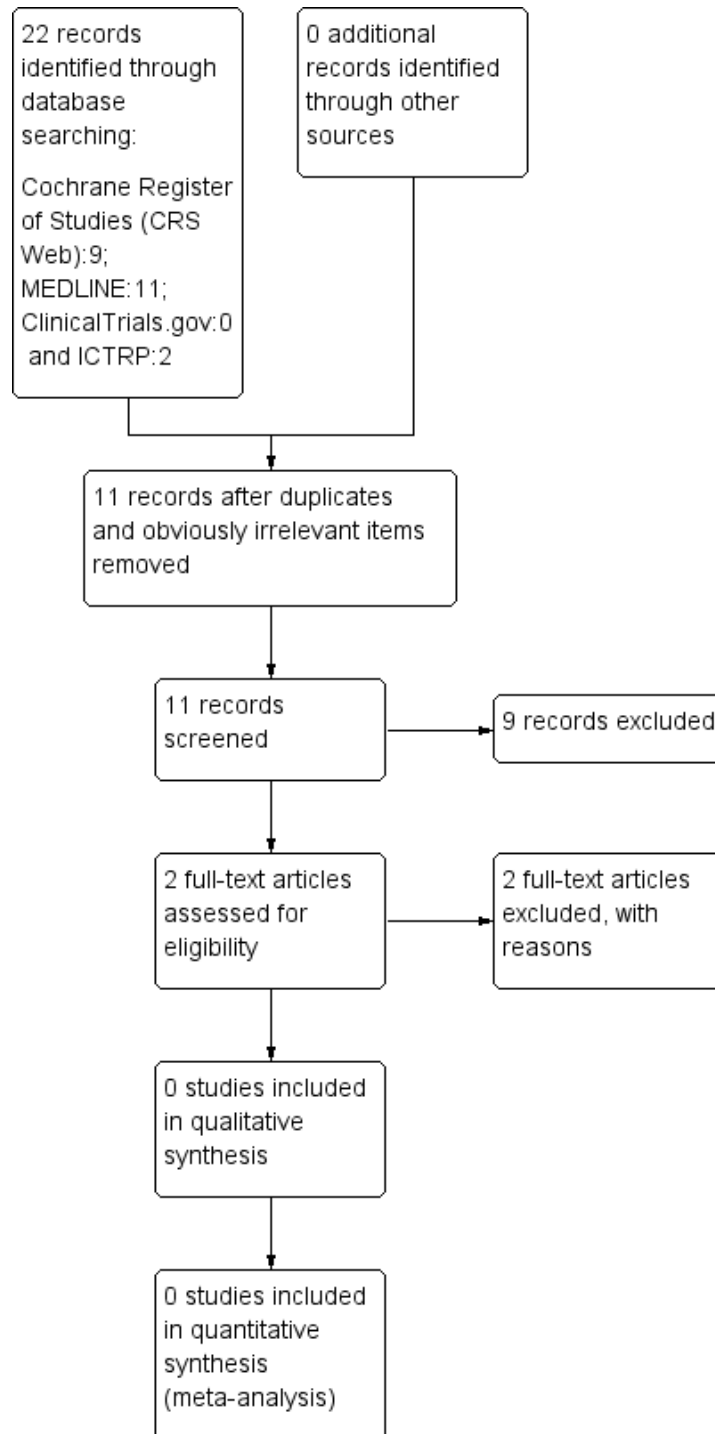 22 records
identified through
database
searching:
Cochrane Register
of Studies (CRS
Web):9;
MEDLINE:11;
ClinicalTrials.gov:0
and ICTRP:2
0 additional
records identified
through other
sources
11 records after duplicates
and obviously irrelevant items
removed
11 records
screened
9 records excluded
2 full-text articles
assessed for
eligibility
2 full-text articles
excluded, with
reasons
0 studies included
in qualitative
synthesis
0 studies included
in quantitative
synthesis
(meta-analysis)